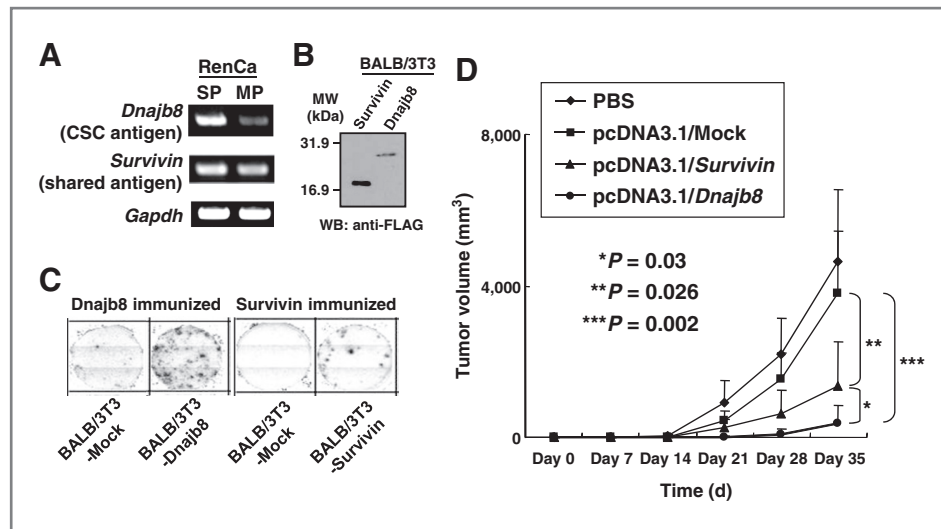 A
RenCa
SP MP
Dnajb8
(CSC antigen)
Survivin
(shared antigen)
Gapdh
B
BALB/3T3
Survivin
Dnajb8
MW
(kDa)
31.9
16.9
WB: anti-FLAG
C
Dnajb8 immunized
Survivin immunized
BALB/3T3
-Mock
BALB/3T3
-Dnajb8
BALB/3T3
-Mock
BALB/3T3
-Survivin
D
PBS
pcDNA3.1/Mock
pcDNA3.1/Survivin
pcDNA3.1/Dnajb8
*P = 0.03
**P = 0.026
***P = 0.002
Tumor volume (mm³)
8,000
4,000
0
**
*
***
Day 0 Day 7 Day 14 Day 21 Day 28 Day 35
Time (d)